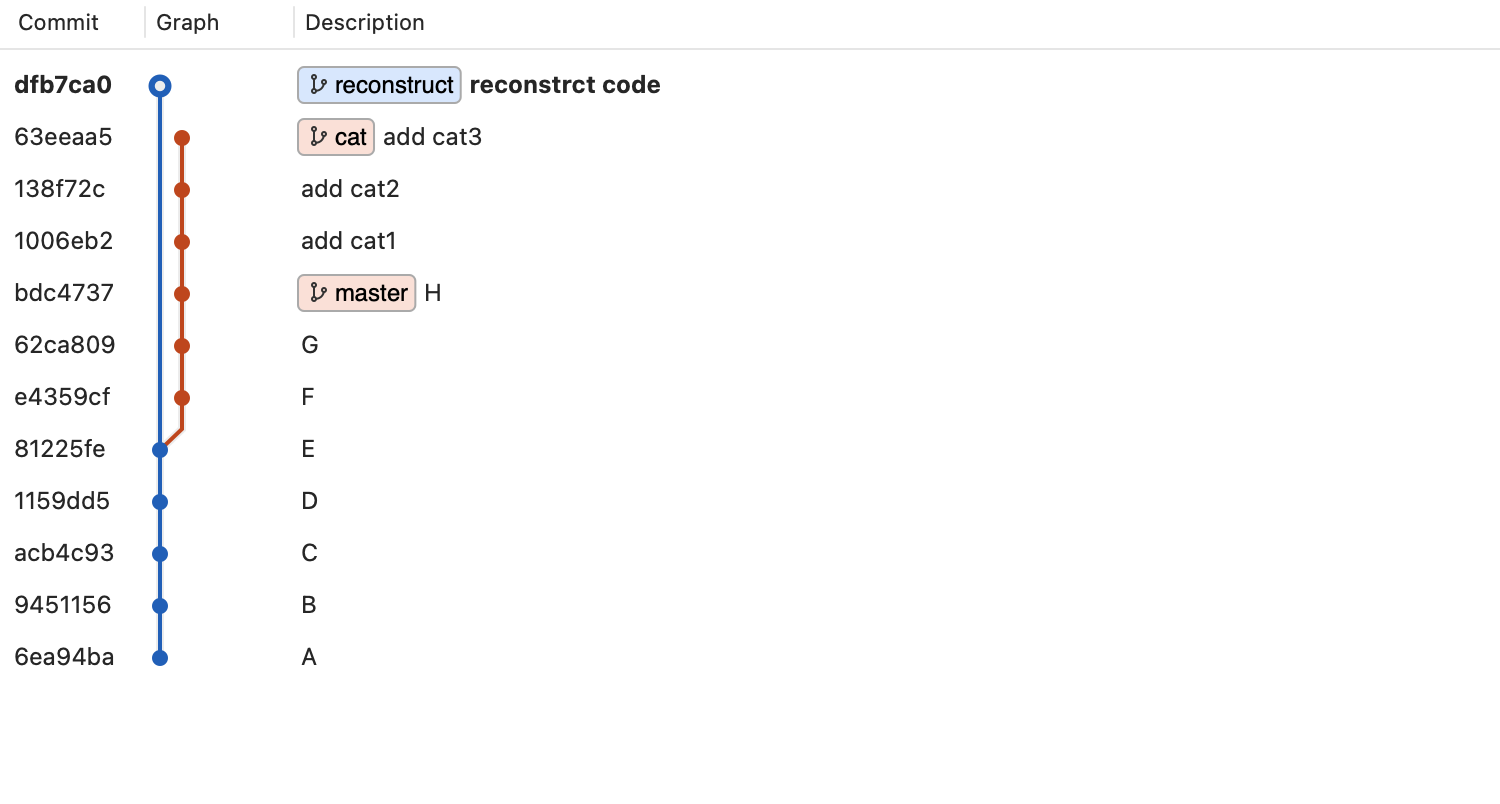 Commit Graph Description
dfb7ca0 reconstruct reconstrct code
63eeaa5 cat add cat3
138f72c add cat2
1006eb2 add cat1
bdc4737 master H
62ca809 G
e4359cf F
81225fe E
1159dd5 D
acb4c93 C
9451156 B
6ea94ba A